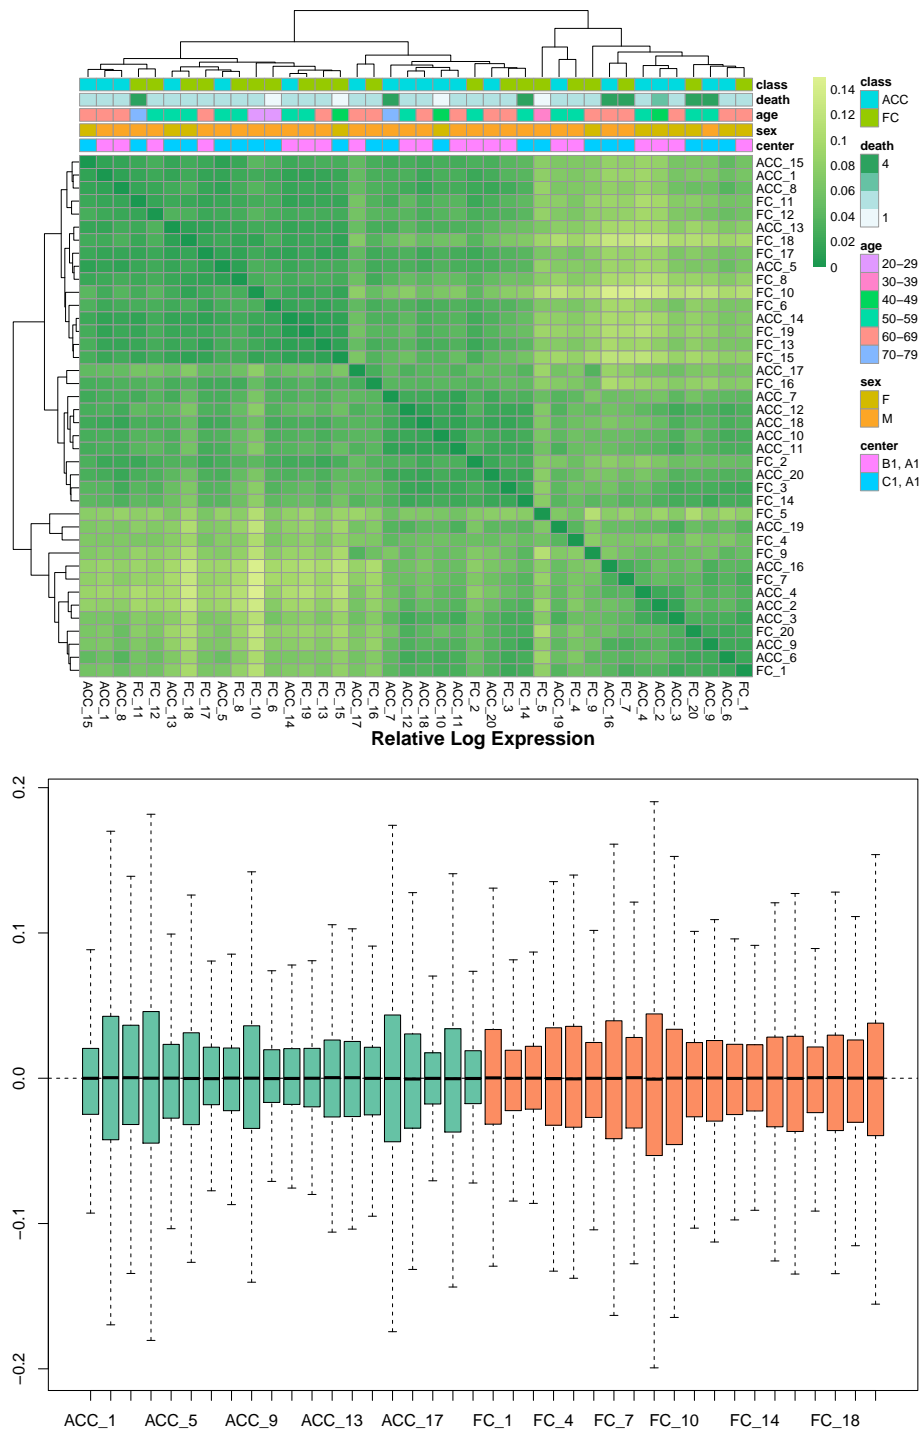 class
death
age
sex
center
ACC_15
ACC_1
ACC_8
FC_11
FC_12
ACC_13
FC_18
FC_17
ACC_5
FC_8
FC_10
FC_6
ACC_14
FC_19
FC_13
FC_15
ACC_17
FC_16
ACC_7
ACC_12
ACC_18
ACC_10
ACC_11
FC_2
ACC_20
FC_3
FC_14
FC_5
ACC_19
FC_4
FC_9
ACC_16
FC_7
ACC_4
ACC_2
ACC_3
FC_20
ACC_9
ACC_6
FC_1
0.14
0.12
0.1
0.08
0.06
0.04
0.02
0
class
ACC
FC
death
4
1
age
20−29
30−39
40−49
50−59
60−69
70−79
sex
F
M
center
B1, A1
C1, A1
ACC_15
ACC_1
ACC_8
FC_11
FC_12
ACC_13
FC_18
FC_17
ACC_5
FC_8
FC_10
FC_6
ACC_14
FC_19
FC_13
FC_15
ACC_17
FC_16
ACC_7
ACC_12
ACC_18
ACC_10
ACC_11
FC_2
ACC_20
FC_3
FC_14
FC_5
ACC_19
FC_4
FC_9
ACC_16
FC_7
ACC_4
ACC_2
ACC_3
FC_20
ACC_9
ACC_6
FC_1
Relative Log Expression
0.2
0.1
0.0
−0.1
−0.2
ACC_1 ACC_5 ACC_9 ACC_13 ACC_17 FC_1 FC_4 FC_7 FC_10 FC_14 FC_18